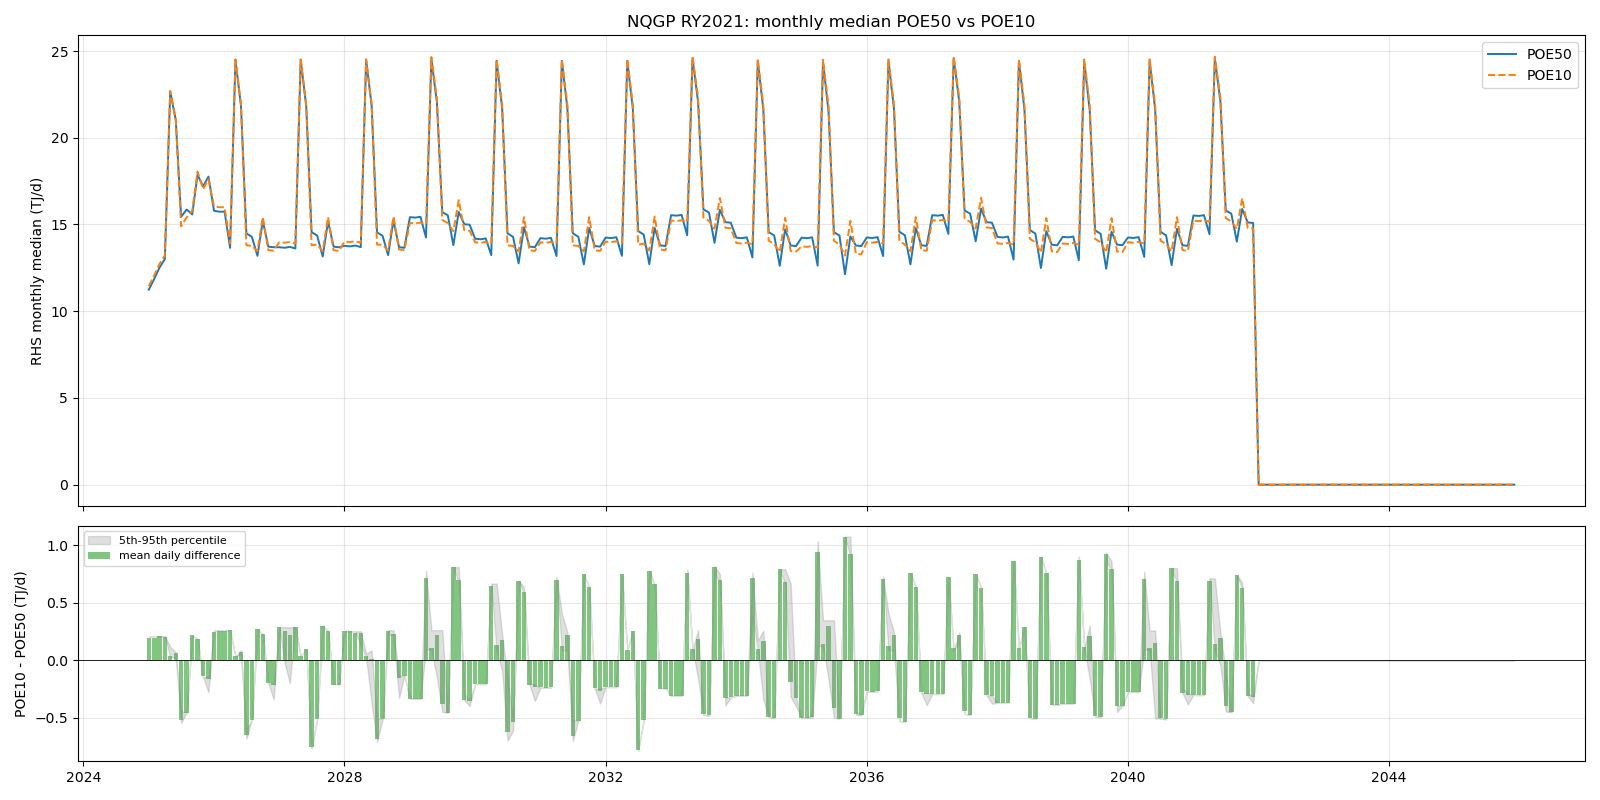 NQGP RY2021: monthly median POE50 vs POE10
RHS monthly median (TJ/d)
25
20
15
10
5
0
POE50
POE10
POE10 - POE50 (TJ/d)
1.0
0.5
0.0
−0.5
5th-95th percentile
mean daily difference
2024
2028
2032
2036
2040
2044